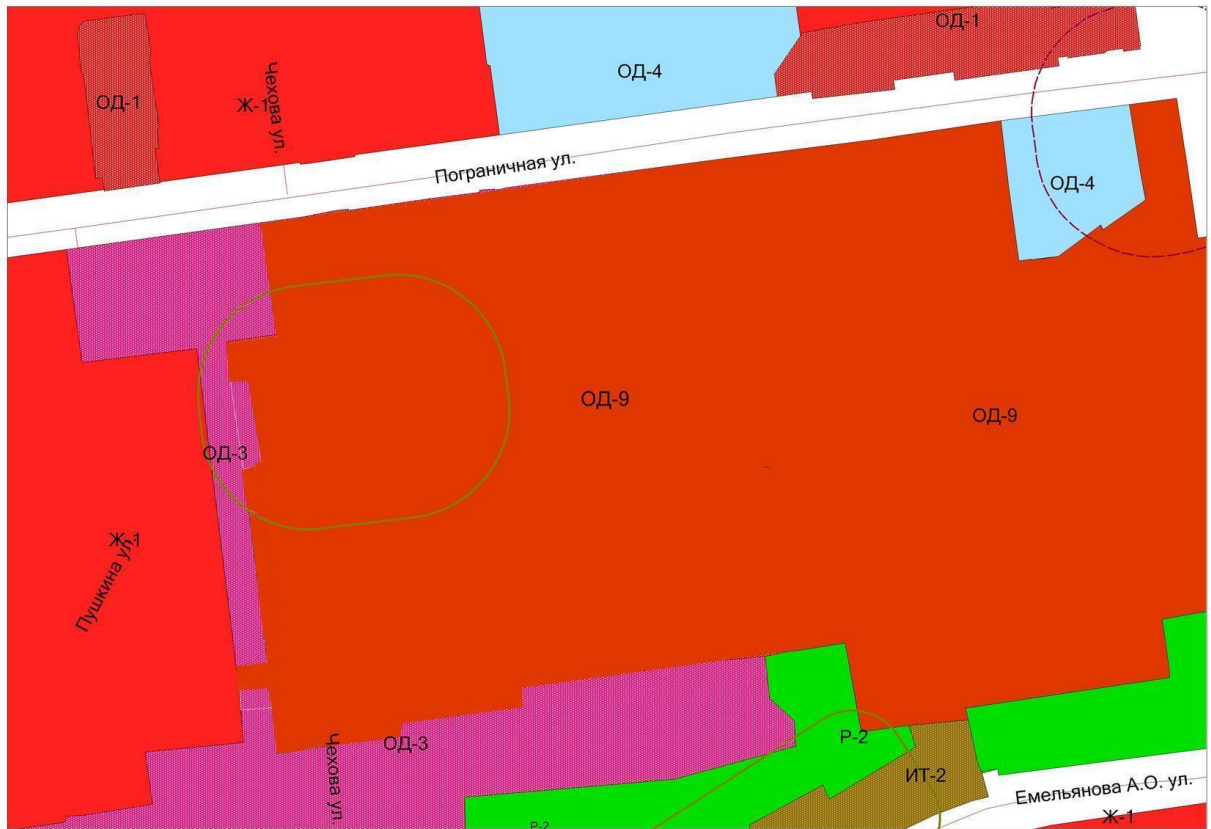 ОД-1
ОД-4
ОД-1
Ж-1
Чехова ул.
Пограничная ул.
ОД-4
ОД-9
ОД-9
ОД-3
Ж-1
Пушкина ул.
ОД-3
Чехова ул.
Р-2
ИТ-2
Емельянова А.О. ул.
Ж-1
Р-2